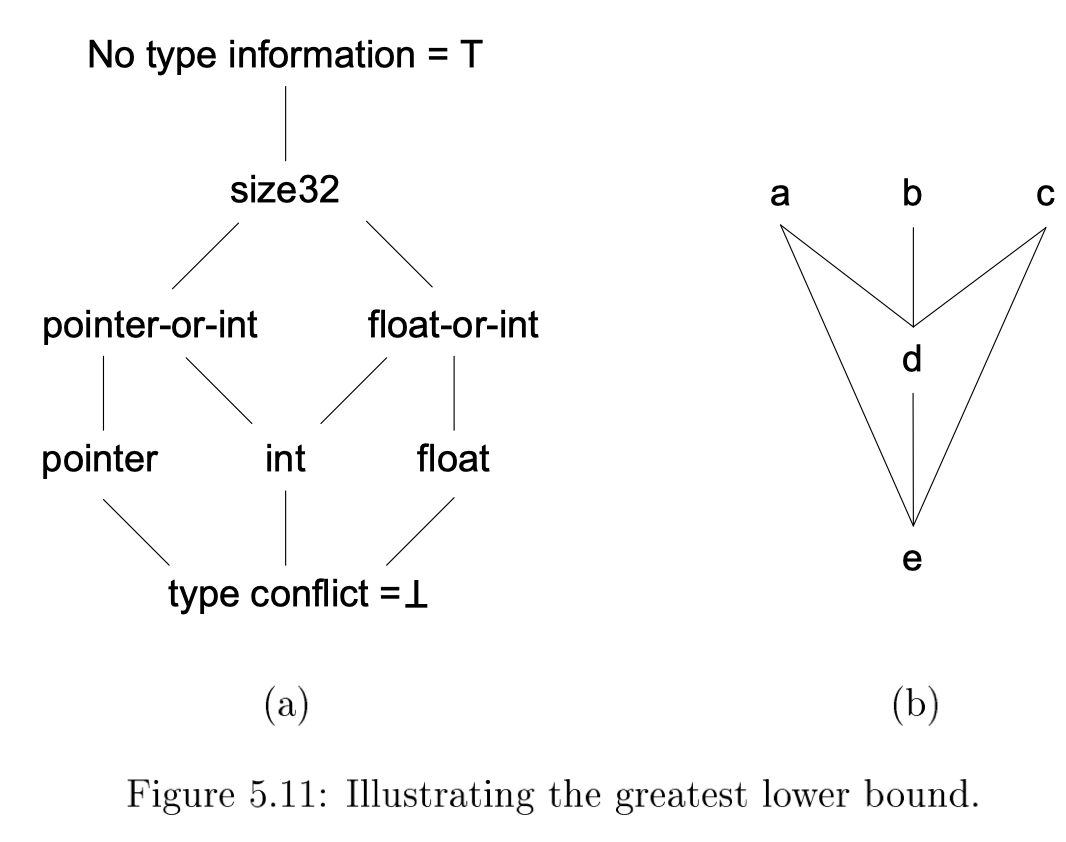 No type information = T
size32
a b c
pointer-or-int float-or-int
d
pointer int float
e
type conflict =⊥
(a) (b)
Figure 5.11: Illustrating the greatest lower bound.